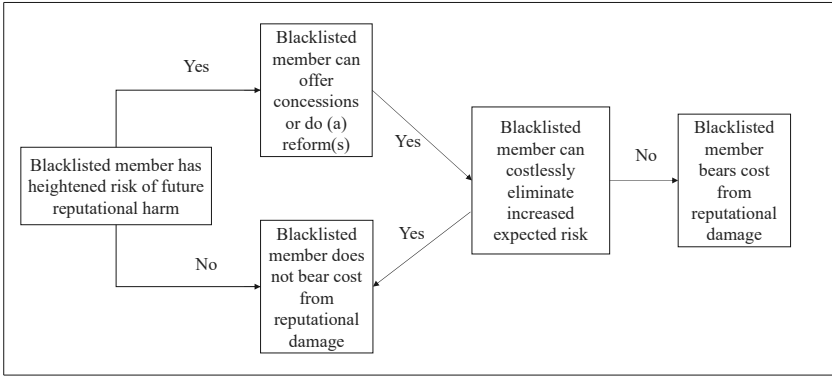 Blacklisted member has
heightened risk of future
reputational harm
Yes
Blacklisted
member can
offer
concessions
or do (a)
reform(s)
Yes
No
Blacklisted
member does
not bear cost
from
reputational
damage
Yes
Blacklisted
member can
costlessly
eliminate
increased
expected risk
No
Blacklisted
member
bears cost
from
reputational
damage